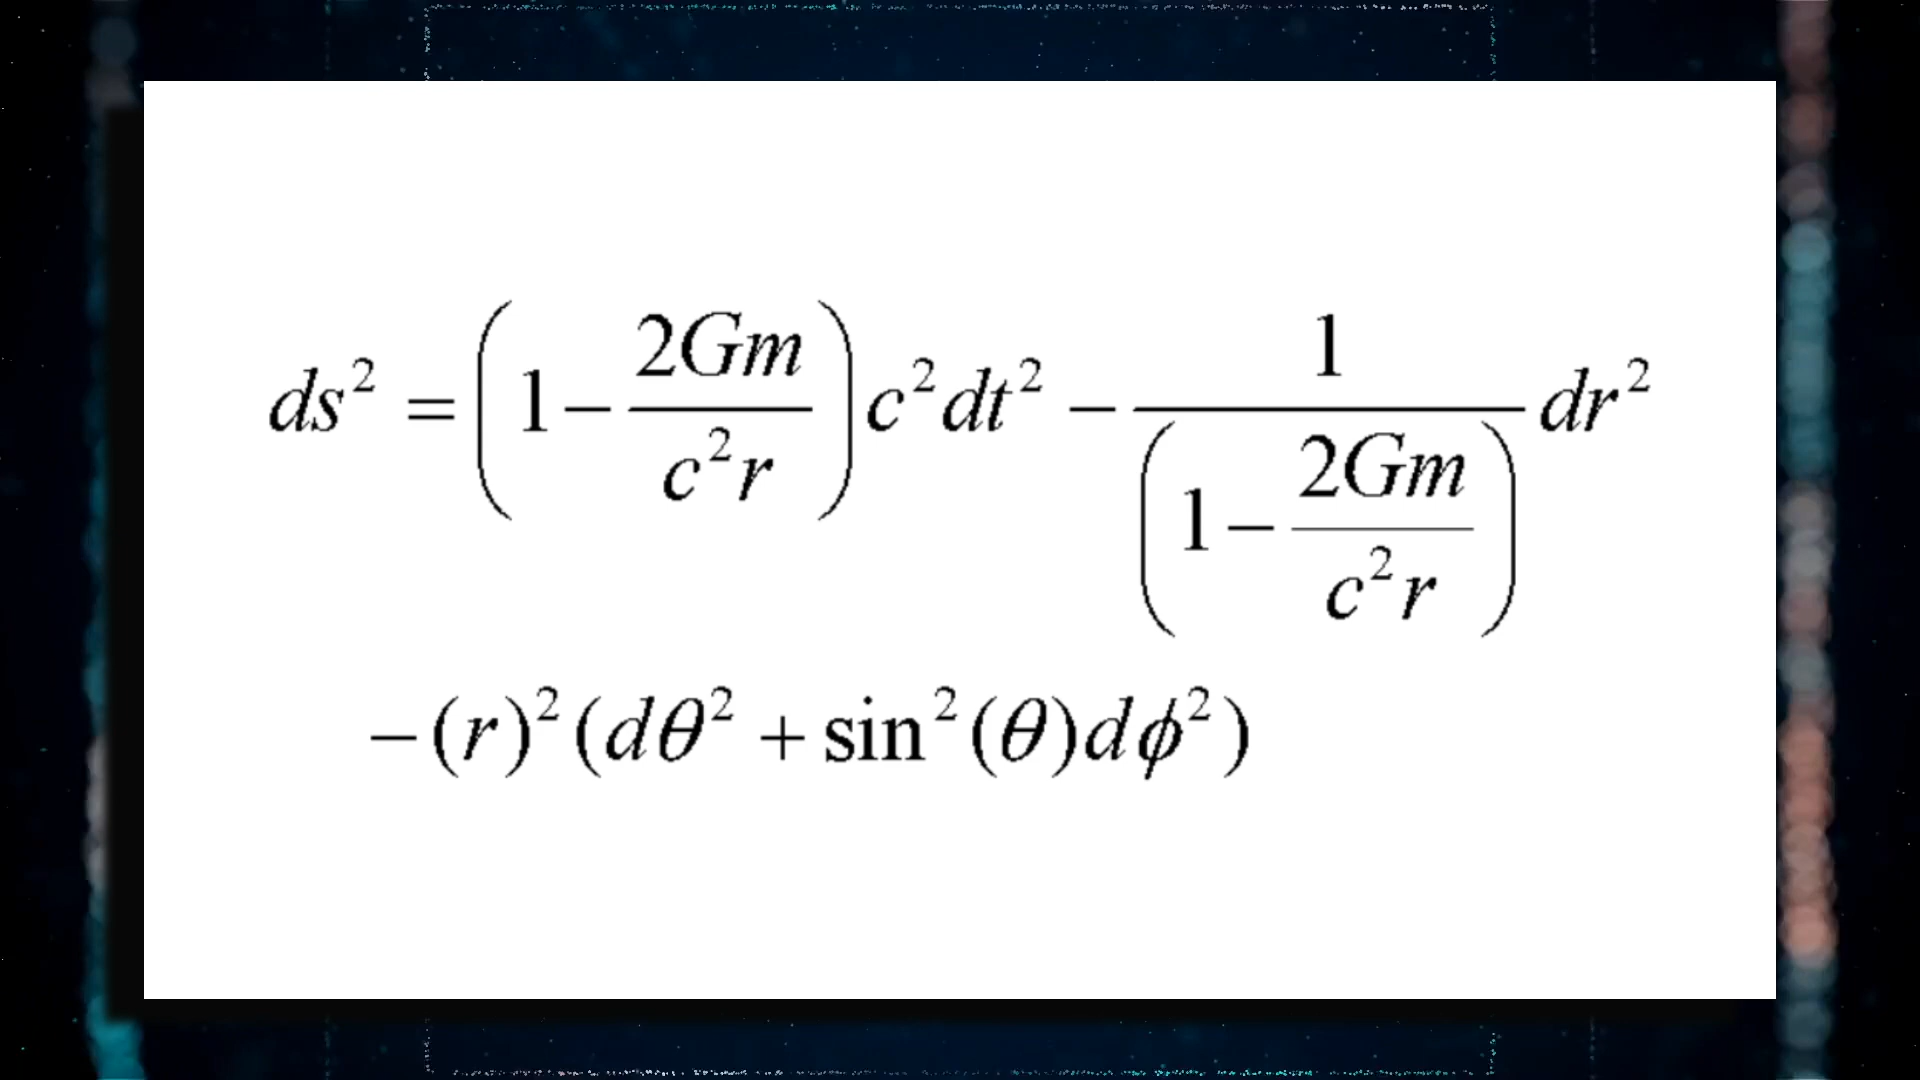 ds² = (1 − 2Gm/c²r) c²dt² − 1/(1 − 2Gm/c²r) dr²
−(r)²(dθ² + sin²(θ)dϕ²)